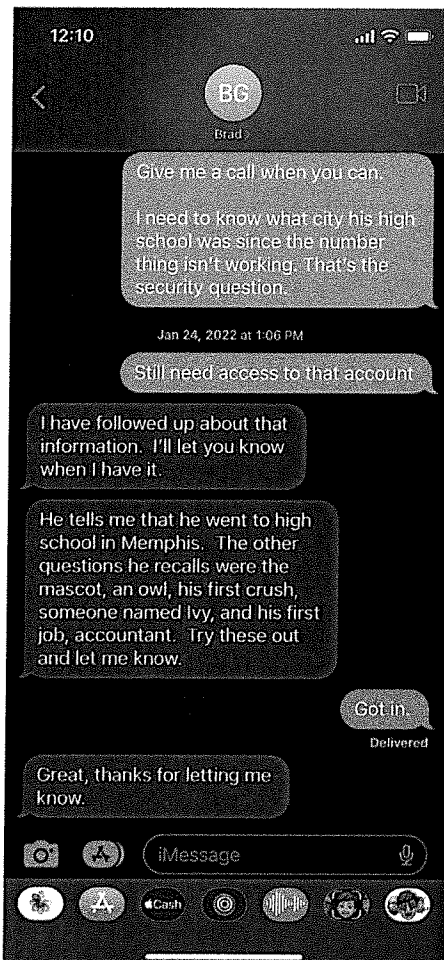 12:10
BG
Brad
Give me a call when you can.
I need to know what city his high
school was since the number
thing isn't working. That's the
security question.
Jan 24, 2022 at 1:06 PM
Still need access to that account
I have followed up about that
information.  I'll let you know
when I have it.
He tells me that he went to high
school in Memphis.  The other
questions he recalls were the
mascot, an owl, his first crush,
someone named Ivy, and his first
job, accountant.  Try these out
and let me know.
Got in.
Delivered
Great, thanks for letting me
know.
iMessage
Cash